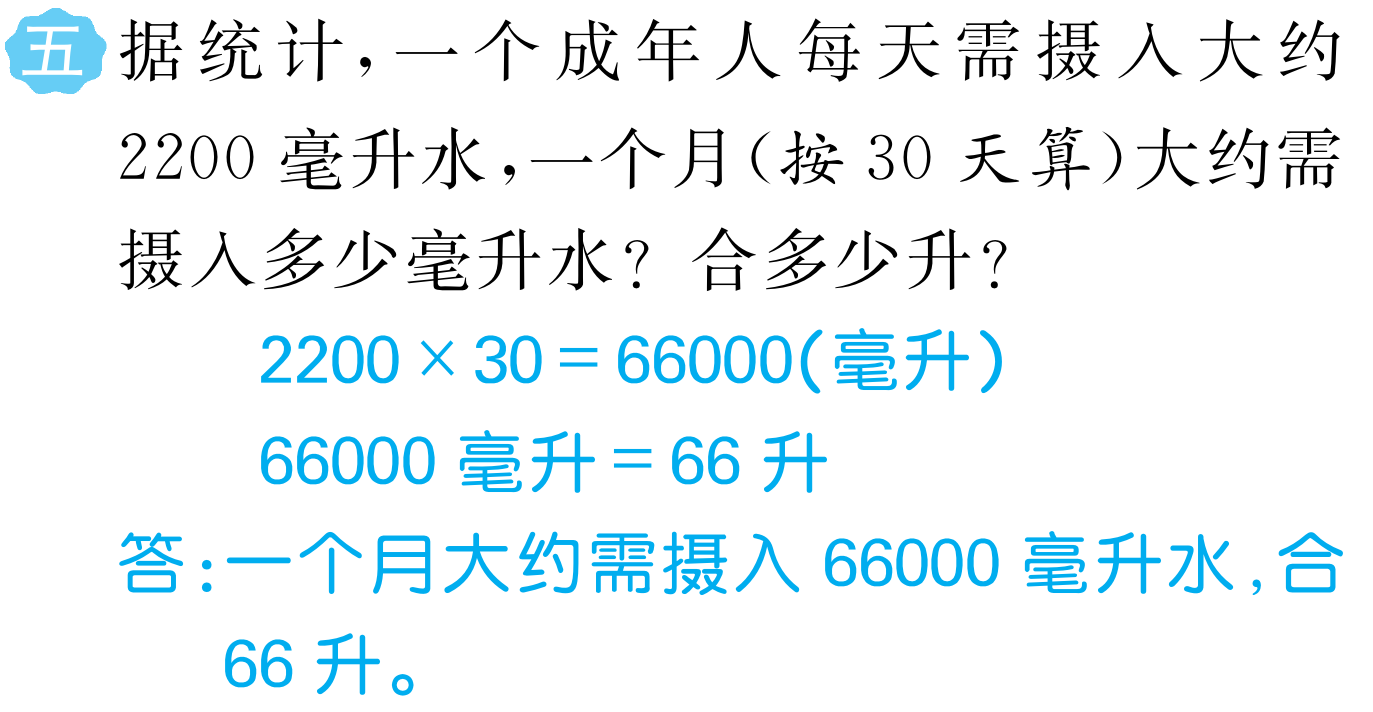 五 据统计，一个成年人每天需摄入大约
2200 毫升水，一个月(按 30 天算)大约需
摄入多少毫升水？合多少升？
2200 × 30 = 66000(毫升)
66000 毫升 = 66 升
答：一个月大约需摄入 66000 毫升水，合
66 升。